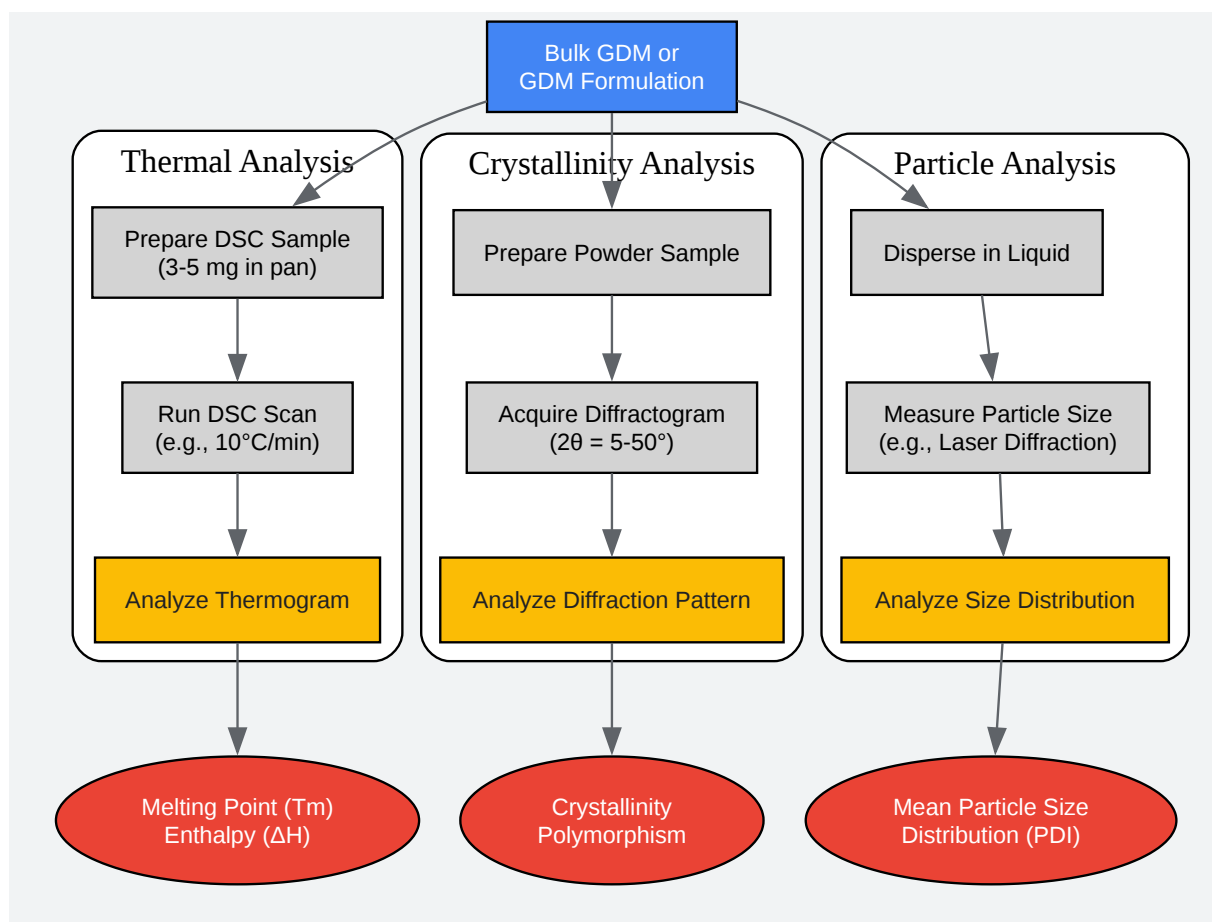 Bulk GDM or
GDM Formulation
Thermal Analysis
Prepare DSC Sample
(3-5 mg in pan)
Run DSC Scan
(e.g., 10°C/min)
Analyze Thermogram
Melting Point (Tm)
Enthalpy (ΔH)
Crystallinity Analysis
Prepare Powder Sample
Acquire Diffractogram
(2θ = 5-50°)
Analyze Diffraction Pattern
Crystallinity
Polymorphism
Particle Analysis
Disperse in Liquid
Measure Particle Size
(e.g., Laser Diffraction)
Analyze Size Distribution
Mean Particle Size
Distribution (PDI)